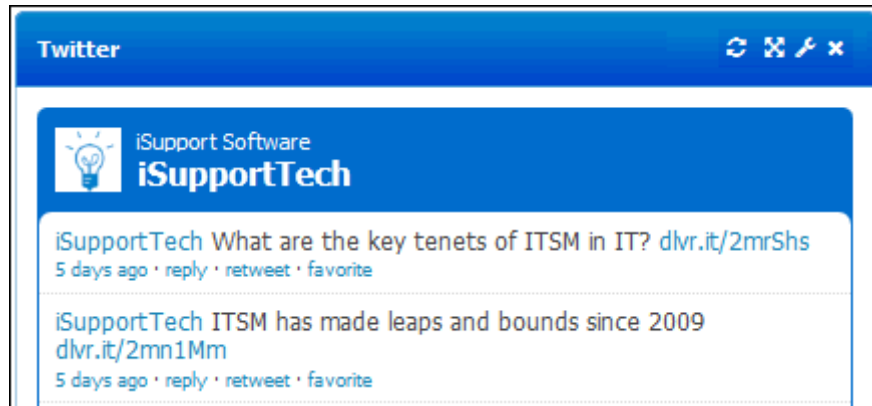 Twitter
iSupport Software
iSupportTech
iSupportTech What are the key tenets of ITSM in IT? dlvr.it/2mrShs
5 days ago · reply · retweet · favorite
iSupportTech ITSM has made leaps and bounds since 2009
dlvr.it/2mn1Mm
5 days ago · reply · retweet · favorite